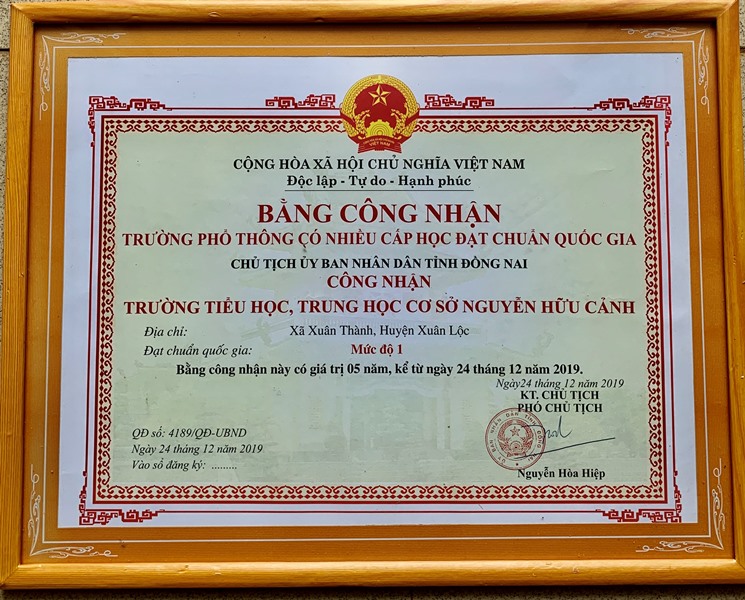 CỘNG HÒA XÃ HỘI CHỦ NGHĨA VIỆT NAM
Độc lập - Tự do - Hạnh phúc
BẰNG CÔNG NHẬN
TRƯỜNG PHỔ THÔNG CÓ NHIỀU CẤP HỌC ĐẠT CHUẨN QUỐC GIA
CHỦ TỊCH ỦY BAN NHÂN DÂN TỈNH ĐỒNG NAI
CÔNG NHẬN
TRƯỜNG TIỂU HỌC, TRUNG HỌC CƠ SỞ NGUYỄN HỮU CẢNH
Địa chỉ: Xã Xuân Thành, Huyện Xuân Lộc
Đạt chuẩn quốc gia: Mức độ 1
Bằng công nhận này có giá trị 05 năm, kể từ ngày 24 tháng 12 năm 2019.
Ngày24 tháng 12 năm 2019
KT. CHỦ TỊCH
PHÓ CHỦ TỊCH
QĐ số: 4189/QĐ-UBND
Ngày 24 tháng 12 năm 2019
Vào sổ đăng ký: .........
Nguyễn Hòa Hiệp